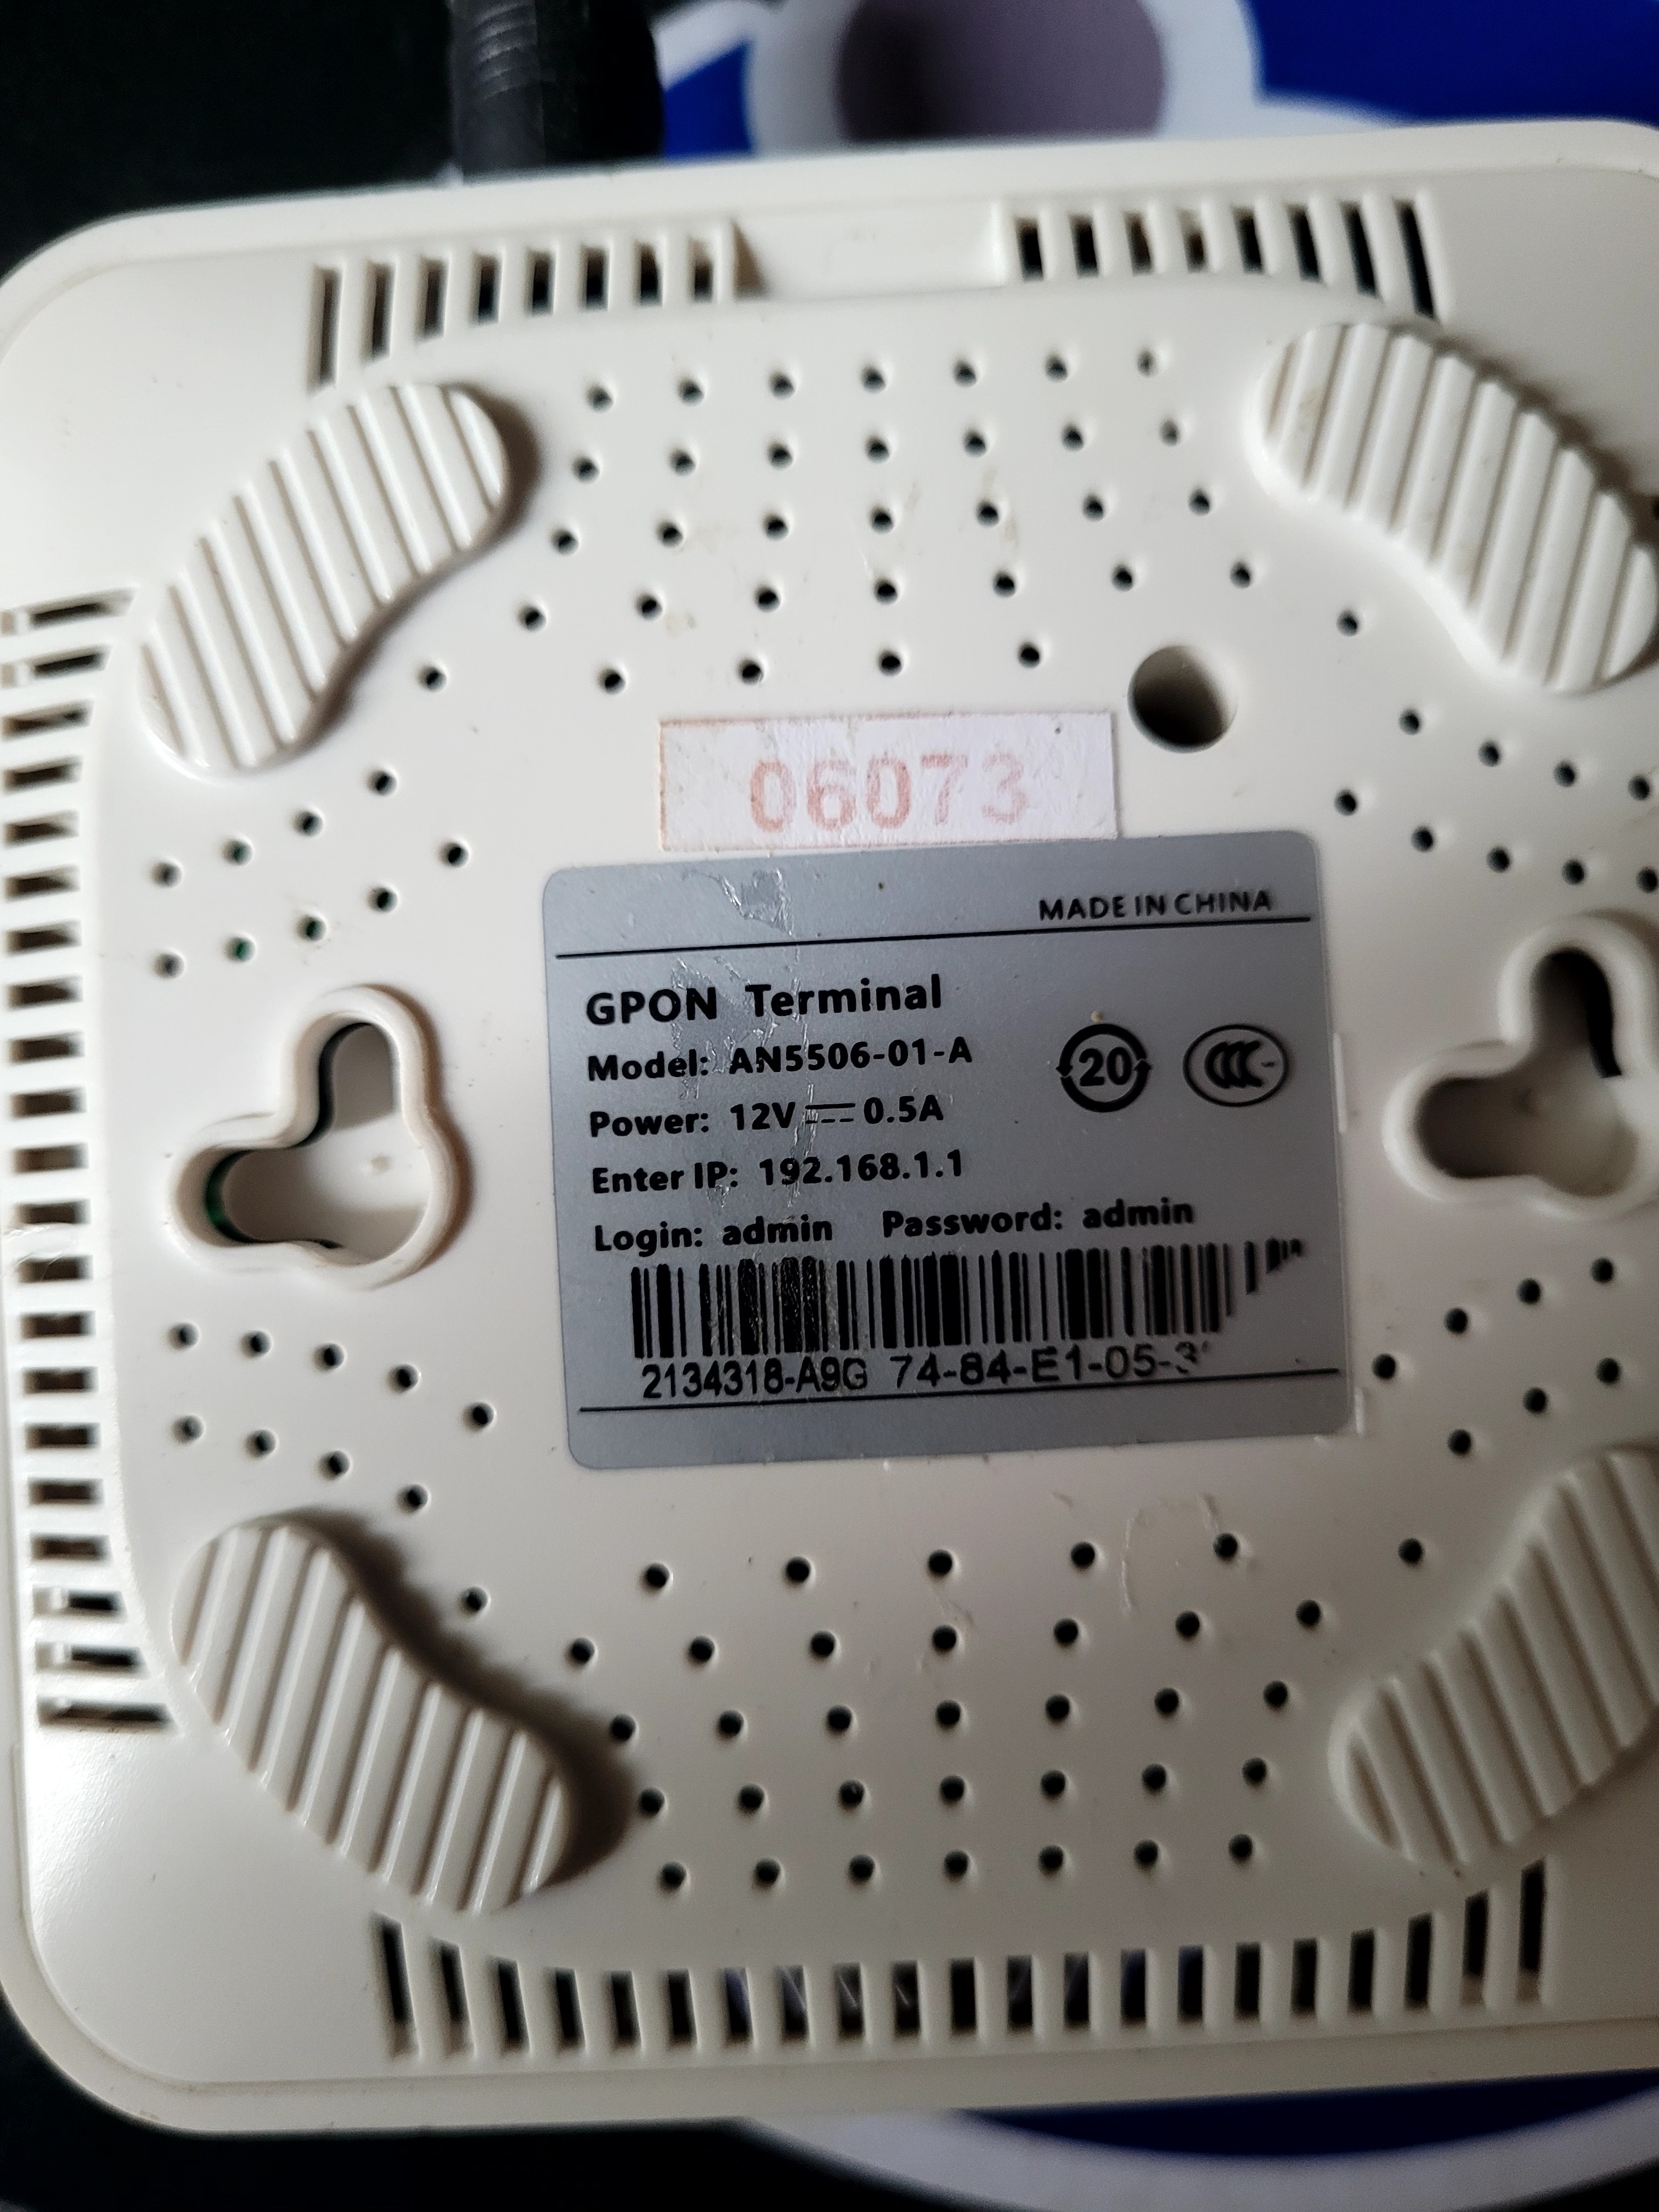 06073
MADE IN CHINA
GPON Terminal
Model: AN5506-01-A
20
Power: 12V 0.5A
Enter IP: 192.168.1.1
Login: admin Password: admin
2134318-A9G 74-84-E1-05-